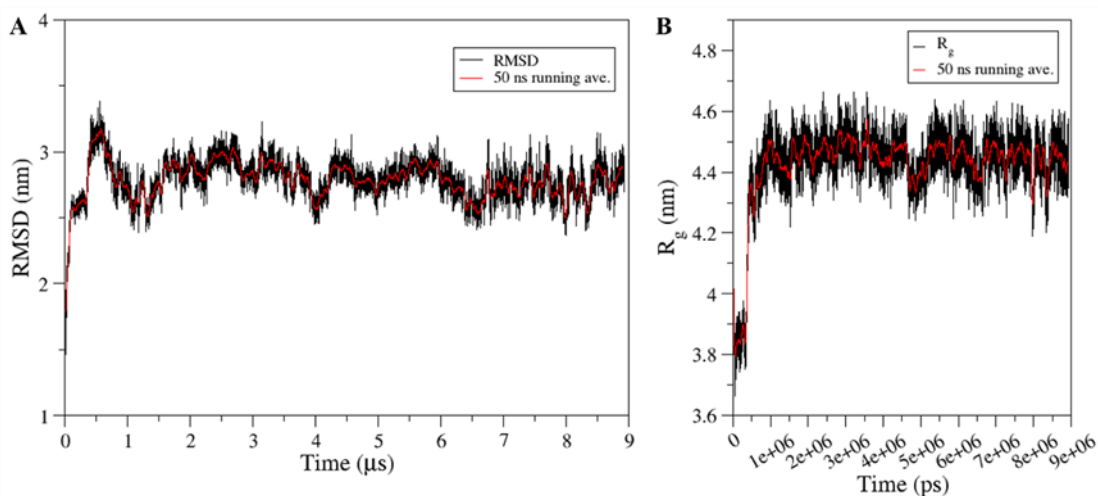 A
4
3
2
1
RMSD (nm)
RMSD
50 ns running ave.
0 1 2 3 4 5 6 7 8 9
Time (μs)
B
4.8
4.6
4.4
4.2
4
3.8
3.6
R_g (nm)
R_g
50 ns running ave.
0 1e+06 2e+06 3e+06 4e+06 5e+06 6e+06 7e+06 8e+06 9e+06
Time (ps)